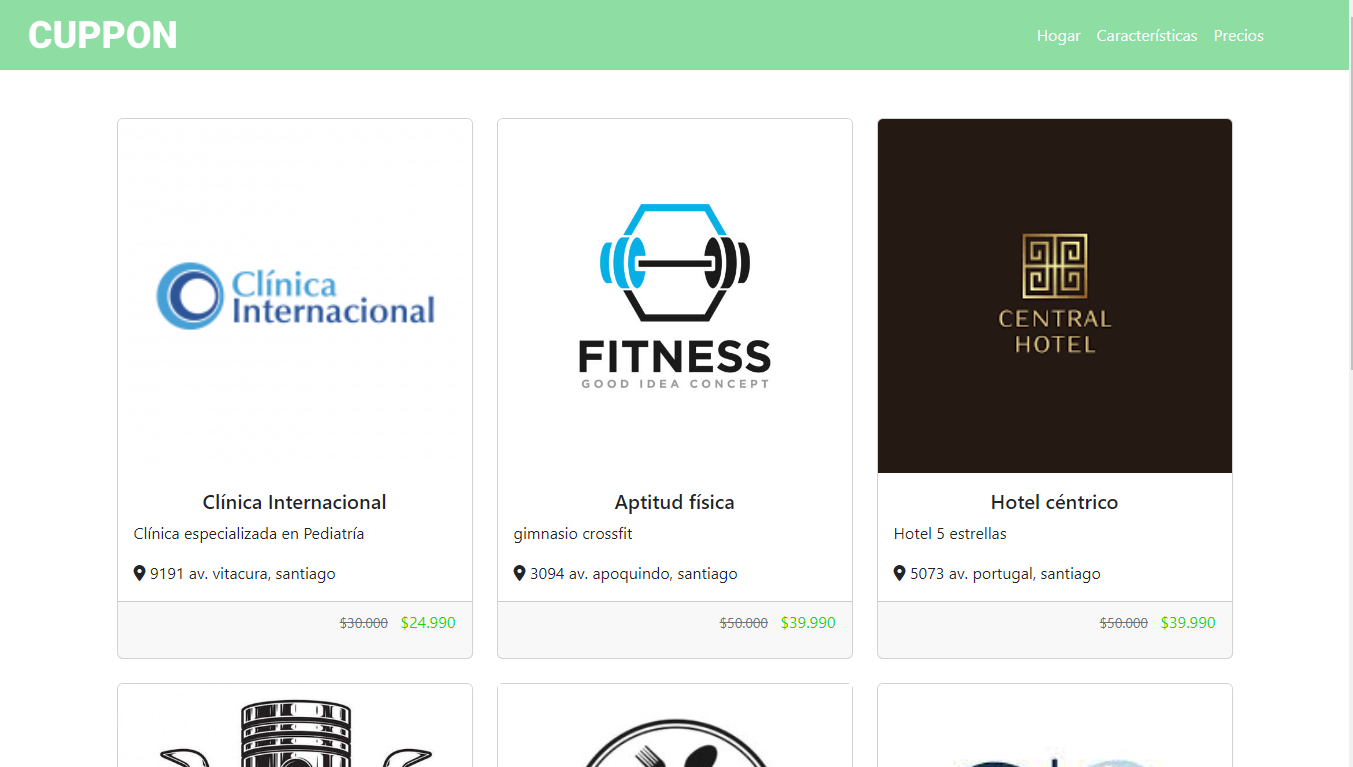 CUPPON
Hogar Características Precios
Clínica
Internacional
FITNESS
GOOD IDEA CONCEPT
CENTRAL
HOTEL
Clínica Internacional
Clínica especializada en Pediatría
9191 av. vitacura, santiago
$30.000 $24.990
Aptitud física
gimnasio crossfit
3094 av. apoquindo, santiago
$50.000 $39.990
Hotel céntrico
Hotel 5 estrellas
5073 av. portugal, santiago
$50.000 $39.990